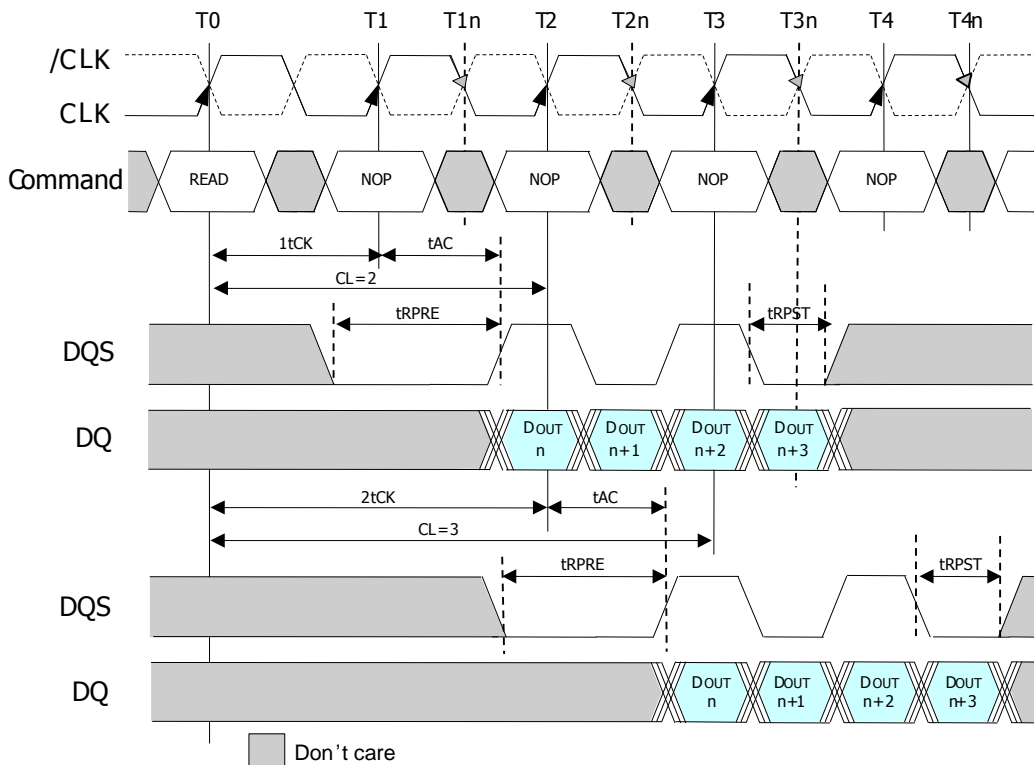 T0 T1 T1n T2 T2n T3 T3n T4 T4n
/CLK
CLK
Command READ NOP NOP NOP NOP
1tCK tAC
CL=2
tRPRE tRPST
DQS
DQ
DOUT n DOUT n+1 DOUT n+2 DOUT n+3
2tCK tAC
CL=3
tRPRE tRPST
DQS
DQ
DOUT n DOUT n+1 DOUT n+2 DOUT n+3
Don't care